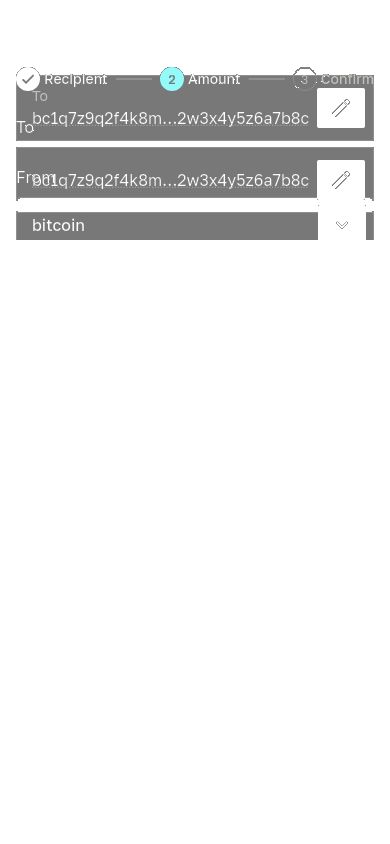 Recipient 2 Amount 3 Confirm
To
bc1q7z9q2f4k8m...2w3x4y5z6a7b8c
To
From
bc1q7z9q2f4k8m...2w3x4y5z6a7b8c
bitcoin